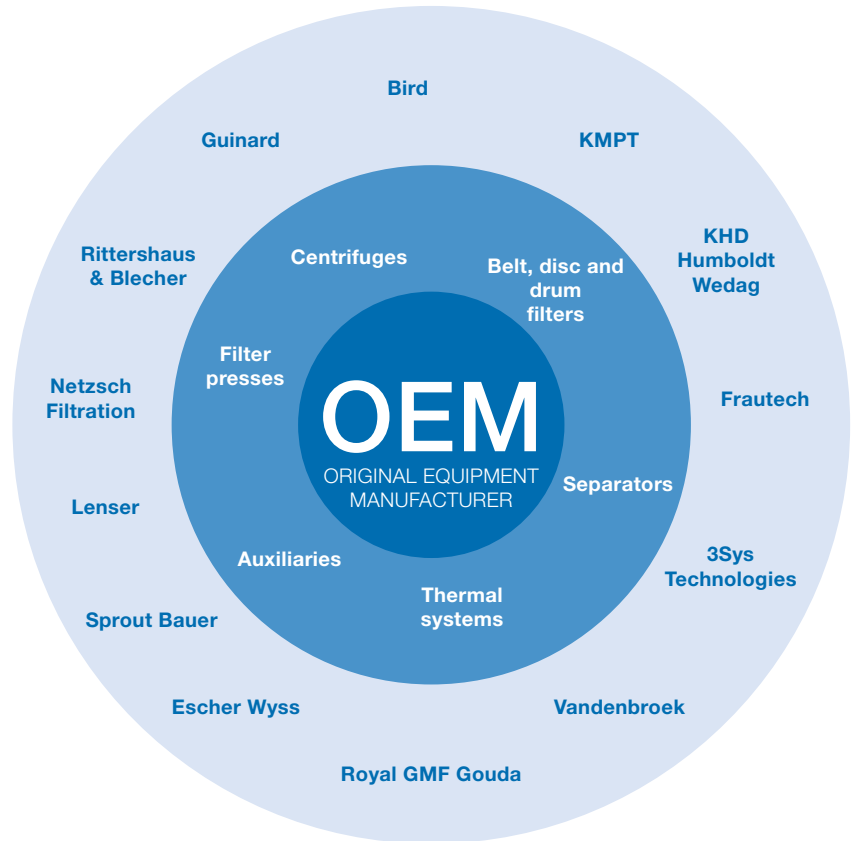 Bird
Guinard
KMPT
Rittershaus
& Blecher
KHD
Humboldt
Wedag
Centrifuges
Belt, disc and
drum
filters
Filter
presses
Netzsch
Filtration
Frautech
OEM
ORIGINAL EQUIPMENT
MANUFACTURER
Separators
Lenser
Auxiliaries
3Sys
Technologies
Thermal
systems
Sprout Bauer
Escher Wyss
Vandenbroek
Royal GMF Gouda